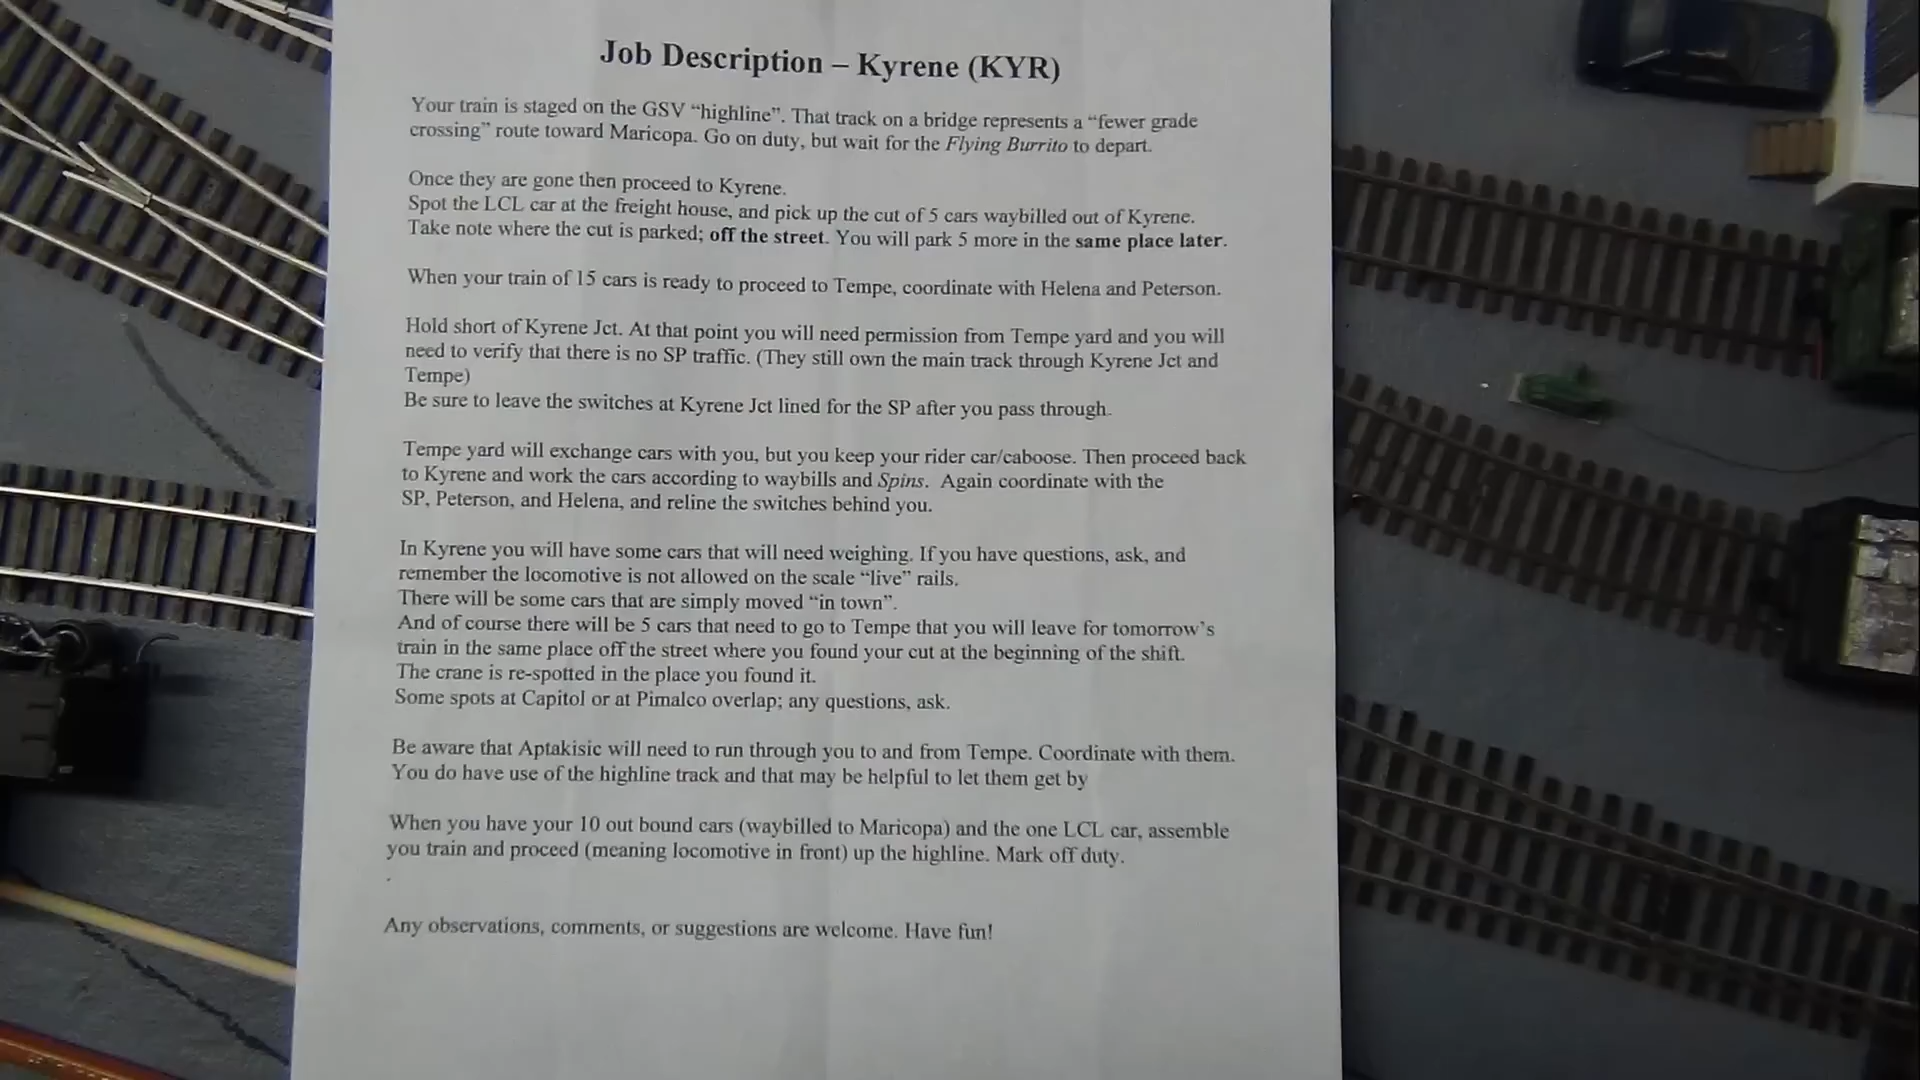 Job Description – Kyrene (KYR)
Your train is staged on the GSV “highline”. That track on a bridge represents a “fewer grade
crossing” route toward Maricopa. Go on duty, but wait for the Flying Burrito to depart.
Once they are gone then proceed to Kyrene.
Spot the LCL car at the freight house, and pick up the cut of 5 cars waybilled out of Kyrene.
Take note where the cut is parked; off the street. You will park 5 more in the same place later.
When your train of 15 cars is ready to proceed to Tempe, coordinate with Helena and Peterson.
Hold short of Kyrene Jct. At that point you will need permission from Tempe yard and you will
need to verify that there is no SP traffic. (They still own the main track through Kyrene Jct and
Tempe)
Be sure to leave the switches at Kyrene Jct lined for the SP after you pass through.
Tempe yard will exchange cars with you, but you keep your rider car/caboose. Then proceed back
to Kyrene and work the cars according to waybills and Spins. Again coordinate with the
SP, Peterson, and Helena, and reline the switches behind you.
In Kyrene you will have some cars that will need weighing. If you have questions, ask, and
remember the locomotive is not allowed on the scale “live” rails.
There will be some cars that are simply moved “in town”.
And of course there will be 5 cars that need to go to Tempe that you will leave for tomorrow’s
train in the same place off the street where you found your cut at the beginning of the shift.
The crane is re-spotted in the place you found it.
Some spots at Capitol or at Pimalco overlap; any questions, ask.
Be aware that Aptakisic will need to run through you to and from Tempe. Coordinate with them.
You do have use of the highline track and that may be helpful to let them get by
When you have your 10 out bound cars (waybilled to Maricopa) and the one LCL car, assemble
you train and proceed (meaning locomotive in front) up the highline. Mark off duty.
.
Any observations, comments, or suggestions are welcome. Have fun!